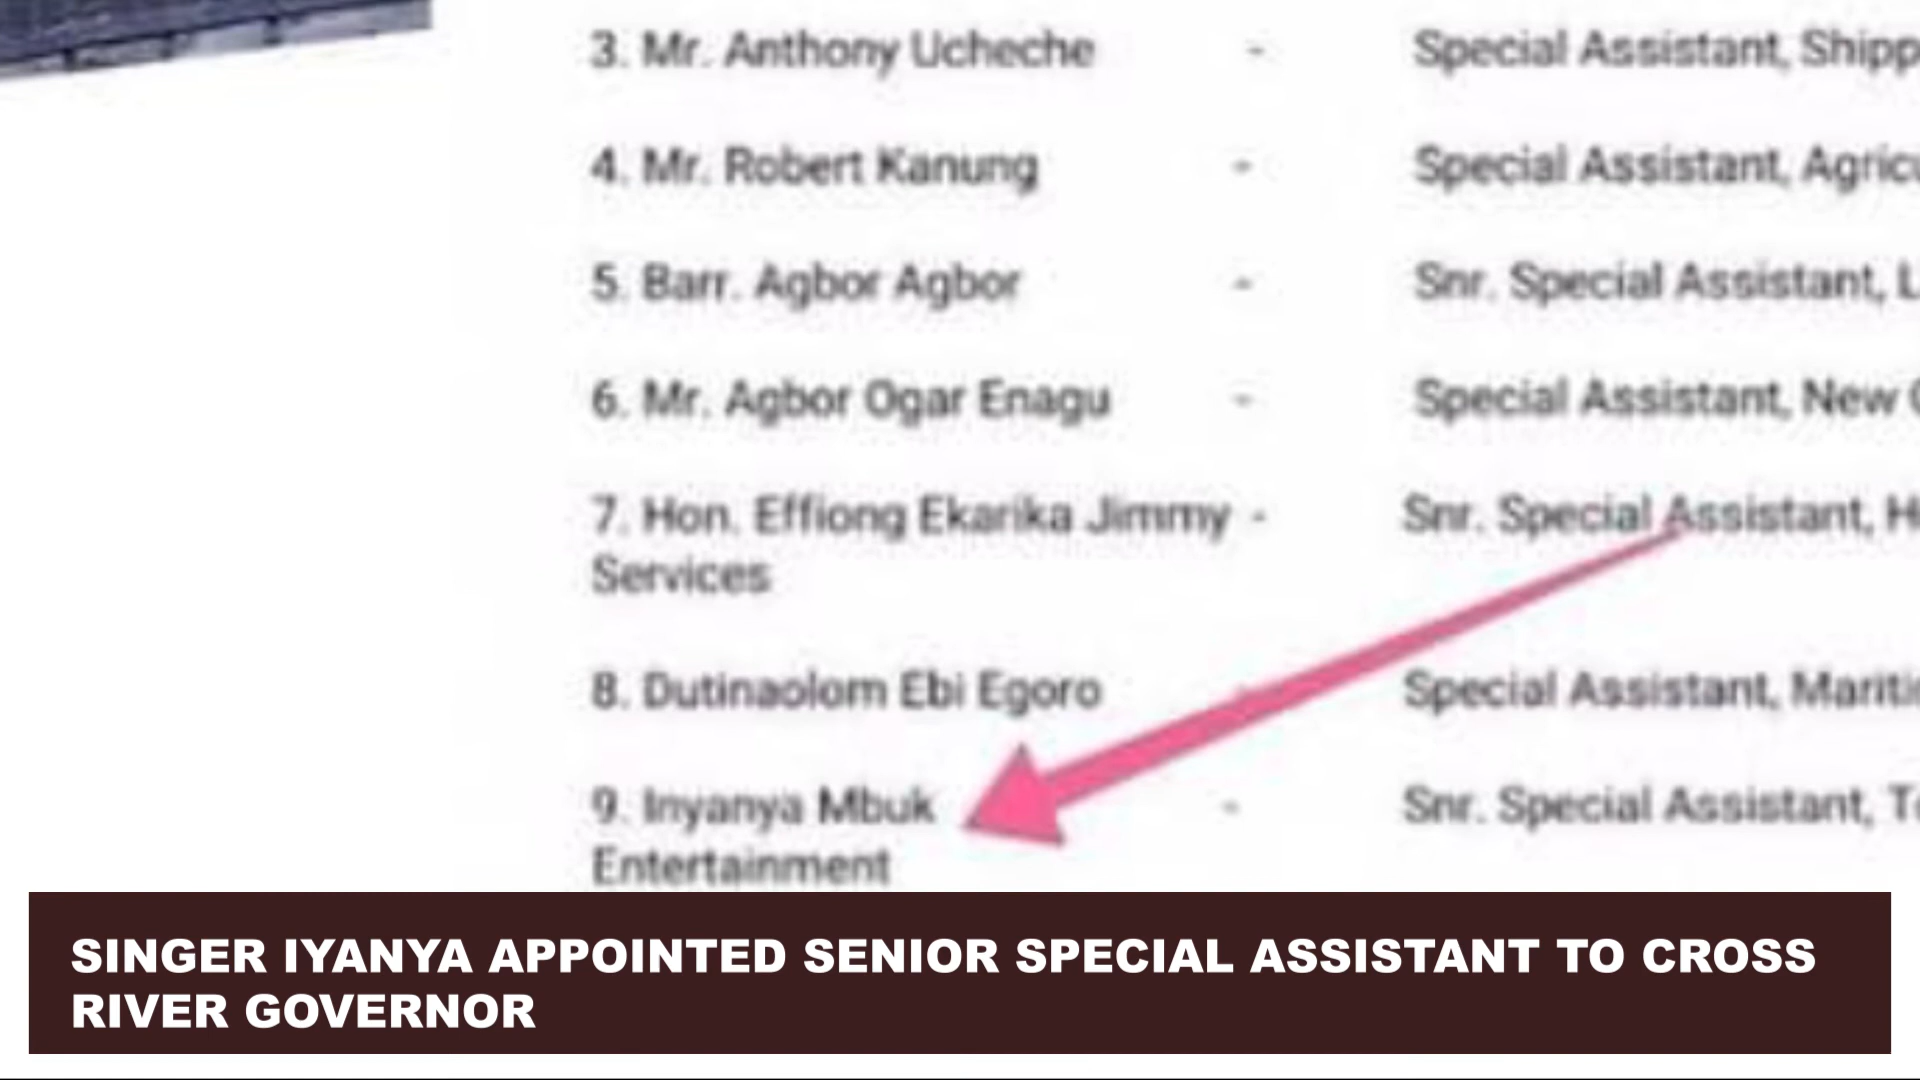 3. Mr. Anthony Ucheche - Special Assistant,
4. Mr. Robert Kanung - Special Assistant,
5. Barr. Agbor Agbor - Snr. Special Assistant,
6. Mr. Agbor Ogar Enagu - Special Assistant, New
7. Hon. Effiong Ekarika Jimmy - Snr. Special Assistant,
Services
8. Dutinaolom Ebi Egoro - Special Assistant,
9. Inyanya Mbuk - Snr. Special Assistant,
Entertainment
SINGER IYANYA APPOINTED SENIOR SPECIAL ASSISTANT TO CROSS
RIVER GOVERNOR